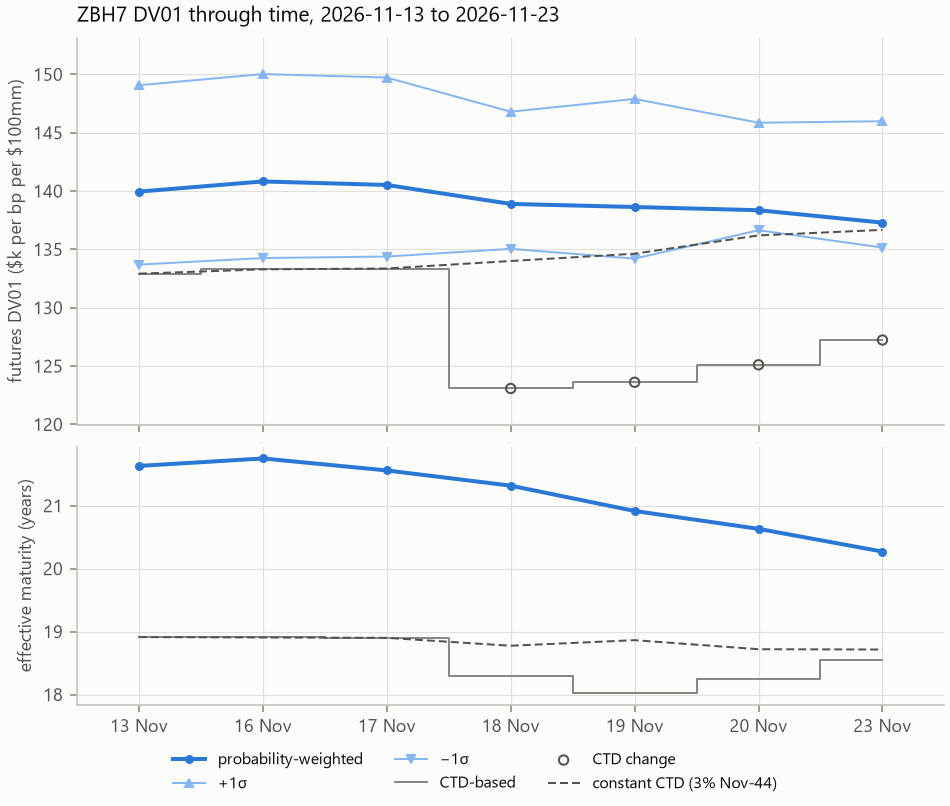 ZBH7 DV01 through time, 2026-11-13 to 2026-11-23
futures DV01 ($k per bp per $100mm)
150
145
140
135
130
125
120
effective maturity (years)
21
20
19
18
13 Nov 16 Nov 17 Nov 18 Nov 19 Nov 20 Nov 23 Nov
probability-weighted −1σ CTD change
+1σ CTD-based constant CTD (3% Nov-44)